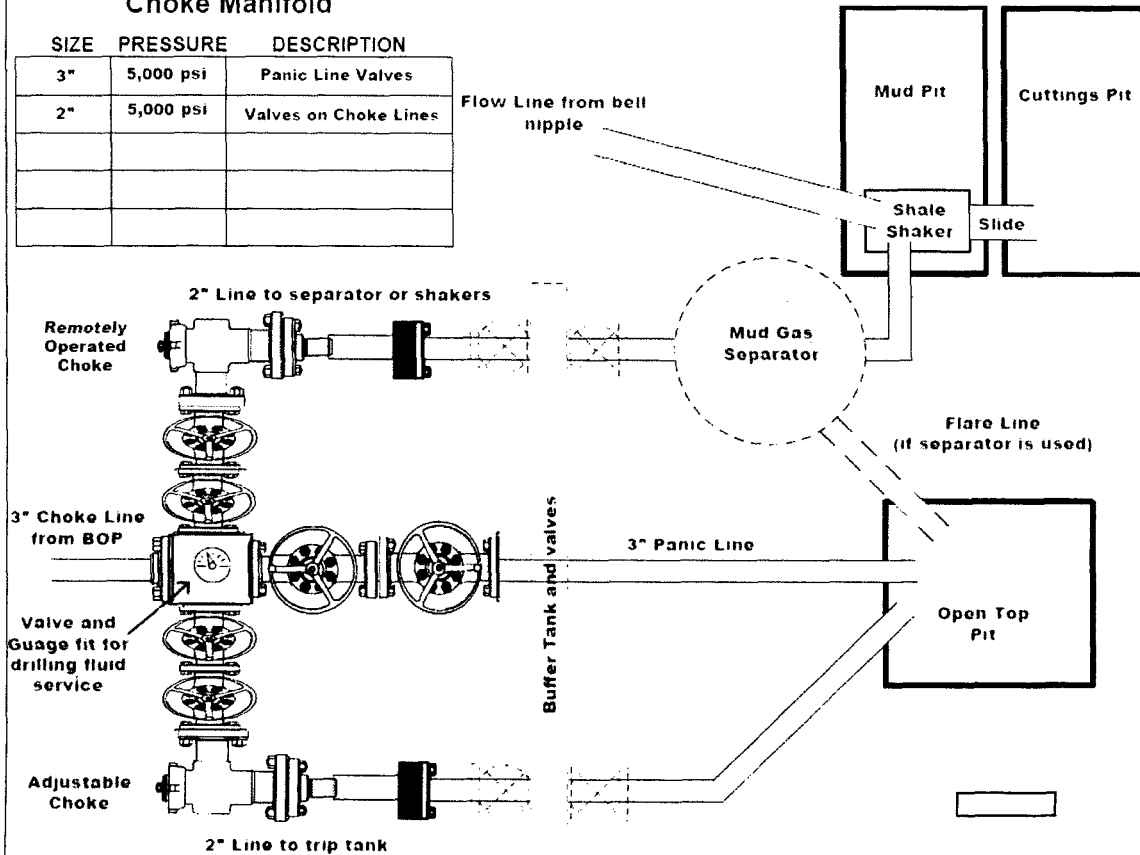 Choke Manifold
SIZE PRESSURE DESCRIPTION
3" 5,000 psi Panic Line Valves
2" 5,000 psi Valves on Choke Lines
Flow Line from bell
nipple
Mud Pit
Cuttings Pit
Shale
Shaker
Slide
2" Line to separator or shakers
Remotely
Operated
Choke
Mud Gas
Separator
Flare Line
(if separator is used)
3" Choke Line
from BOP
3" Panic Line
Buffer Tank and valves
Open Top
Pit
Valve and
Guage fit for
drilling fluid
service
Adjustable
Choke
2" Line to trip tank